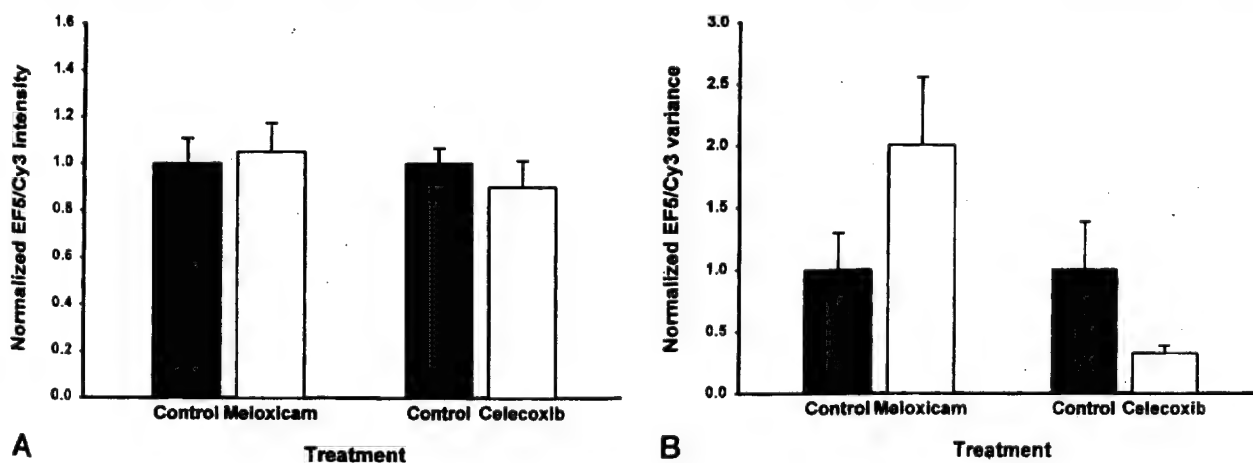 1.6
1.4
1.2
1.0
0.8
0.6
0.4
0.2
0.0
Normalized EF5/Cy3 intensity
Control Meloxicam Control Celecoxib
A
Treatment
3.0
2.5
2.0
1.5
1.0
0.5
0.0
Normalized EF5/Cy3 variance
Control Meloxicam Control Celecoxib
B
Treatment